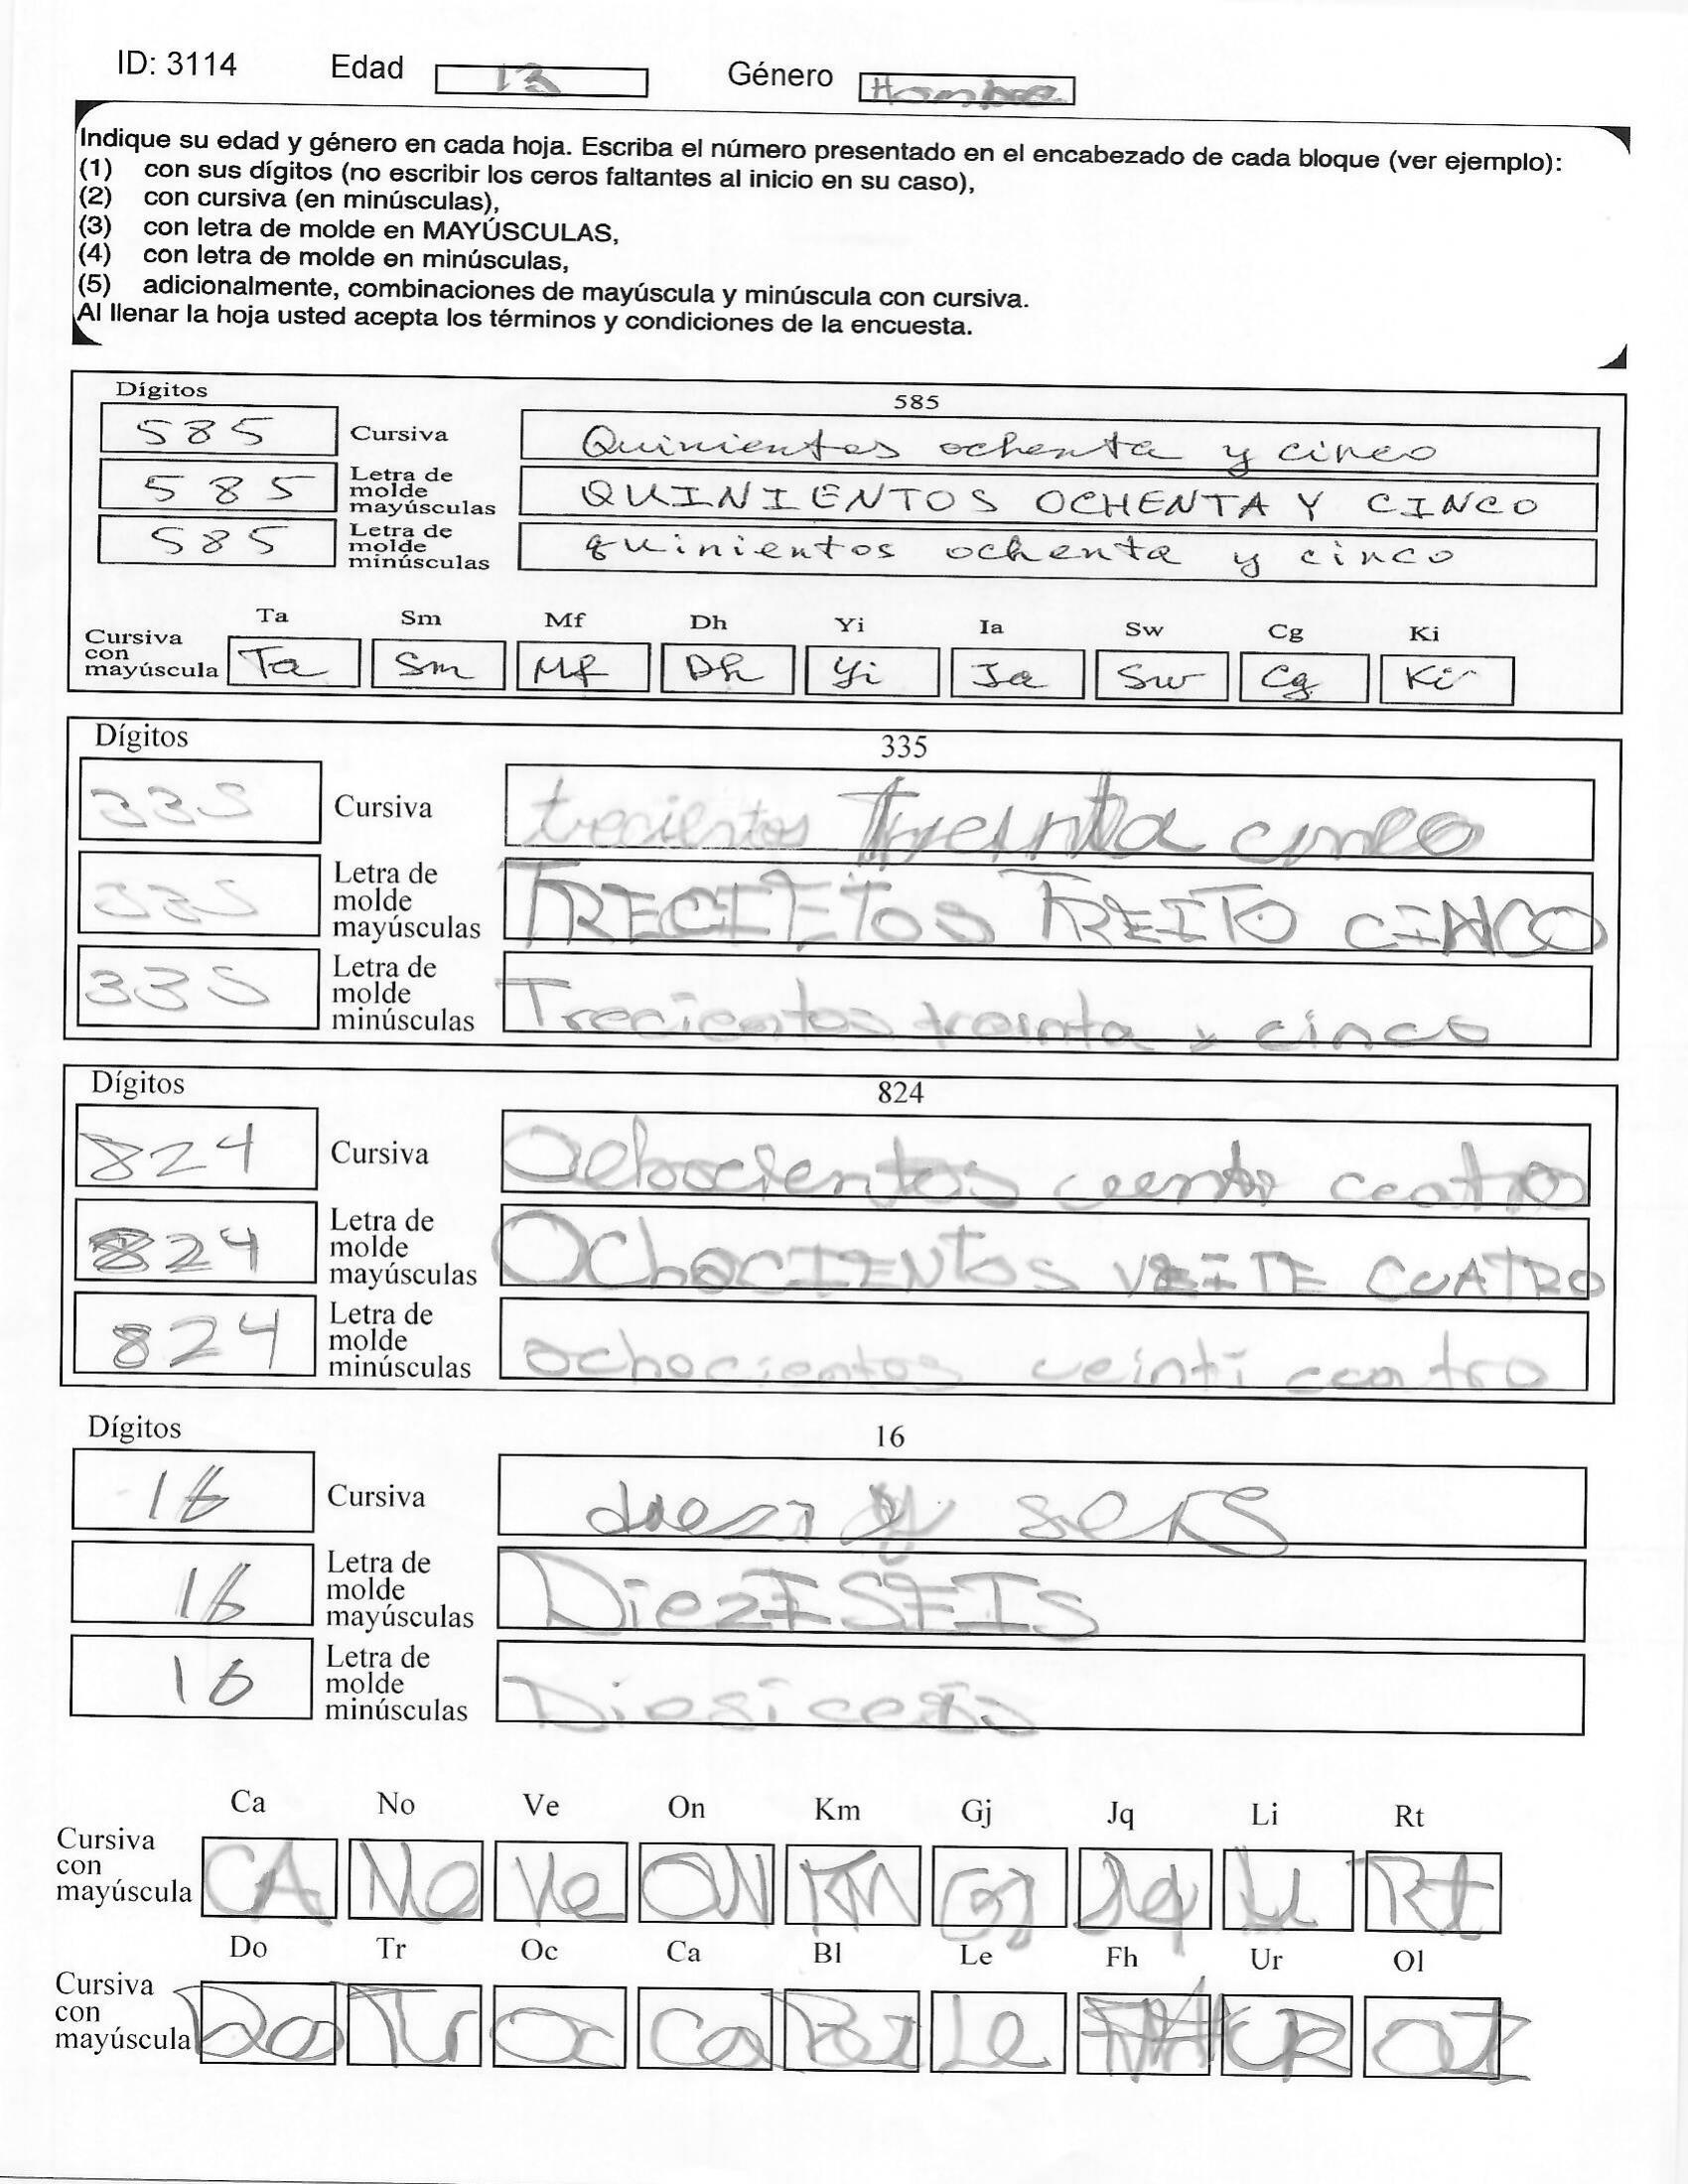 ID: 3114 Edad 13 Género Hombre
Indique su edad y género en cada hoja. Escriba el número presentado en el encabezado de cada bloque (ver ejemplo):
(1) con sus dígitos (no escribir los ceros faltantes al inicio en su caso),
(2) con cursiva (en minúsculas),
(3) con letra de molde en MAYÚSCULAS,
(4) con letra de molde en minúsculas,
(5) adicionalmente, combinaciones de mayúscula y minúscula con cursiva.
Al llenar la hoja usted acepta los términos y condiciones de la encuesta.
Dígitos 585
585 Cursiva Quinientos ochenta y cinco
585 Letra de molde mayúsculas QUINIENTOS OCHENTA Y CINCO
585 Letra de molde minúsculas quinientos ochenta y cinco
Ta Sm Mf Dh Yi Ia Sw Cg Ki
Cursiva con mayúscula Ta Sm Mf Dh Yi Ia Sw Cg Ki
Dígitos 335
335 Cursiva trecientos Treinta cinco
335 Letra de molde mayúsculas TRECIETOS TREITO CINCO
335 Letra de molde minúsculas Trecientos trointa y cinco
Dígitos 824
824 Cursiva Ochocientos ceatro
824 Letra de molde mayúsculas OChOCIENtOS VEITE CUATRO
824 Letra de molde minúsculas ochocientos veinti ceatro
Dígitos 16
16 Cursiva diez y seis
16 Letra de molde mayúsculas DiezISEIS
16 Letra de molde minúsculas
Ca No Ve On Km Gj Jq Li Rt
Cursiva con mayúscula CA No Ve ON KM GJ Jq Li Rt
Do Tr Oc Ca Bl Le Fh Ur Ol
Cursiva con mayúscula Do Tr Oc Ca Bl Le UR OI